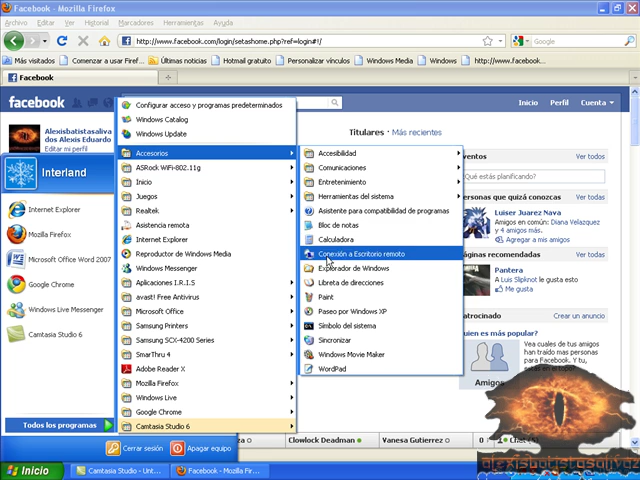 Facebook - Mozilla Firefox
Archivo Editar Ver Historial Marcadores Herramientas Ayuda
http://www.facebook.com/login/setashome.php?ref=login#!/
Google
Más visitados Comenzar a usar Firef... Últimas noticias Hotmail gratuito Personalizar vínculos Windows Media Windows http://www.facebook...
Facebook
facebook
Inicio Perfil Cuenta
Alexisbatistasaliva
dos Alexis Eduardo
Editar mi perfil
Titulares · Más recientes
Interland
Internet Explorer
Mozilla Firefox
Microsoft Office Word 2007
Google Chrome
Windows Live Messenger
Camtasia Studio 6
Todos los programas
Configurar acceso y programas predeterminados
Windows Catalog
Windows Update
Accesorios
ASRock WiFi-802.11g
Inicio
Juegos
Realtek
Asistencia remota
Internet Explorer
Reproductor de Windows Media
Windows Messenger
Aplicaciones I.R.I.S
avast! Free Antivirus
Microsoft Office
Samsung Printers
Samsung SCX-4200 Series
SmarThru 4
Adobe Reader X
Mozilla Firefox
Windows Live
Google Chrome
Camtasia Studio 6
Accesibilidad
Comunicaciones
Entretenimiento
Herramientas del sistema
Asistente para compatibilidad de programas
Bloc de notas
Calculadora
Conexión a Escritorio remoto
Explorador de Windows
Libreta de direcciones
Paint
Paseo por Windows XP
Símbolo del sistema
Sincronizar
Windows Movie Maker
WordPad
ventos Ver todos
¿Qué estás planificando?
ersonas que quizá conozcas Ver todos
Luiser Juarez Nava
Amigos en común: Diana Velazquez
y 4 amigos más.
Agregar a mis amigos
áginas recomendadas Ver todos
Pantera
A Luis Slipknot le gusta esto
Me gusta
atrocinado Crear un anuncio
uien es más popular?
Vea cuales de tus amigos
han traído mas personas
para Facebook. Y tu,
Amigos
Clowlock Deadman
Vanesa Gutierrez
Cerrar sesión Apagar equipo
Inicio
Camtasia Studio - Unt...
Facebook - Mozilla Fir...
alexisbatistasalivaz